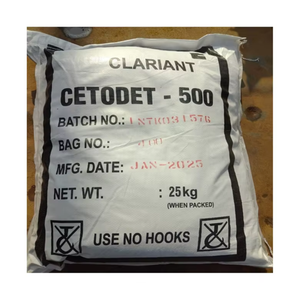 CLARIANT
CETODET - 500
BATCH NO.:
BAG NO. :
MFG. DATE: JAN-2025
NET. WT. : 25kg
(WHEN PACKED)
USE NO HOOKS